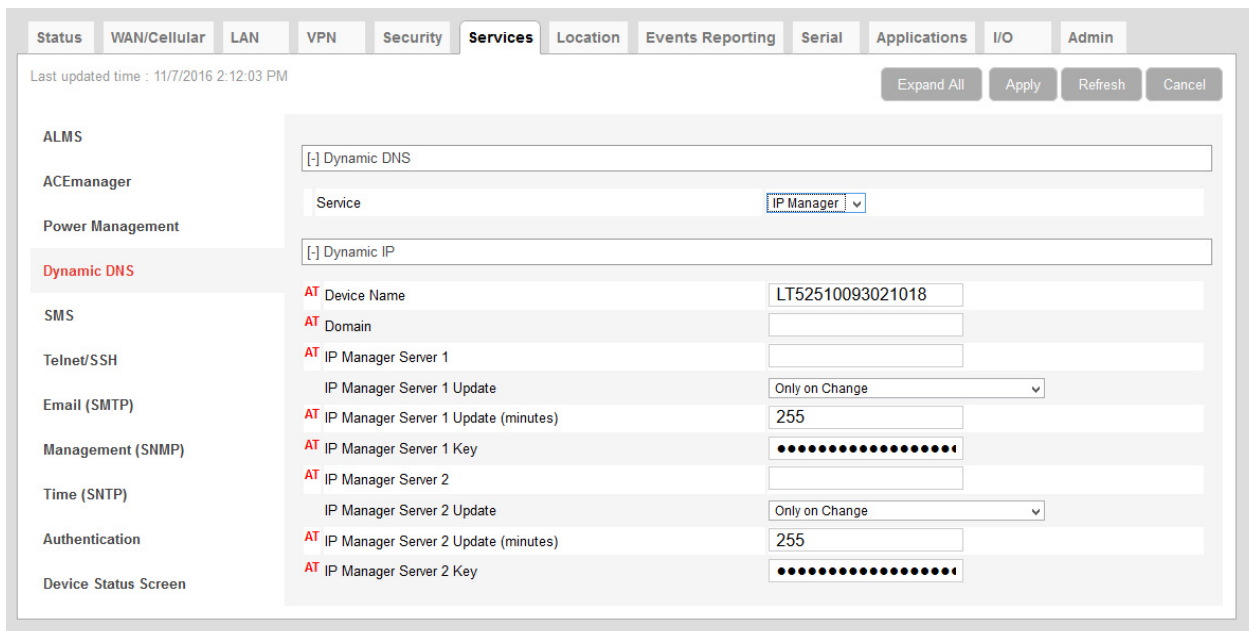 Status WAN/Cellular LAN VPN Security Services Location Events Reporting Serial Applications I/O Admin
Last updated time : 11/7/2016 2:12:03 PM
Expand All Apply Refresh Cancel
ALMS
ACEmanager
Power Management
Dynamic DNS
SMS
Telnet/SSH
Email (SMTP)
Management (SNMP)
Time (SNTP)
Authentication
Device Status Screen
[-] Dynamic DNS
Service IP Manager
[-] Dynamic IP
AT Device Name LT52510093021018
AT Domain
AT IP Manager Server 1
IP Manager Server 1 Update Only on Change
AT IP Manager Server 1 Update (minutes) 255
AT IP Manager Server 1 Key
AT IP Manager Server 2
IP Manager Server 2 Update Only on Change
AT IP Manager Server 2 Update (minutes) 255
AT IP Manager Server 2 Key